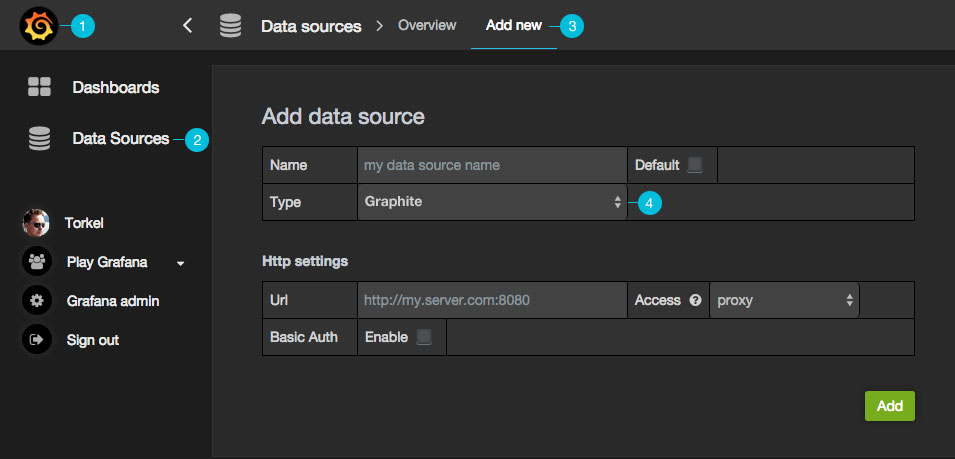 1
Data sources > Overview Add new 3
Dashboards
Data Sources 2
Torkel
Play Grafana
Grafana admin
Sign out
Add data source
Name my data source name Default
Type Graphite 4
Http settings
Url http://my.server.com:8080 Access ? proxy
Basic Auth Enable
Add